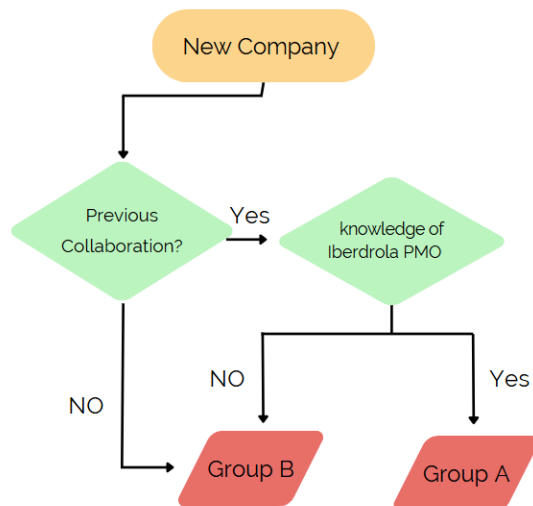 New Company
Previous
Collaboration?
Yes
knowledge of
Iberdrola PMO
NO
NO
Yes
Group B
Group A